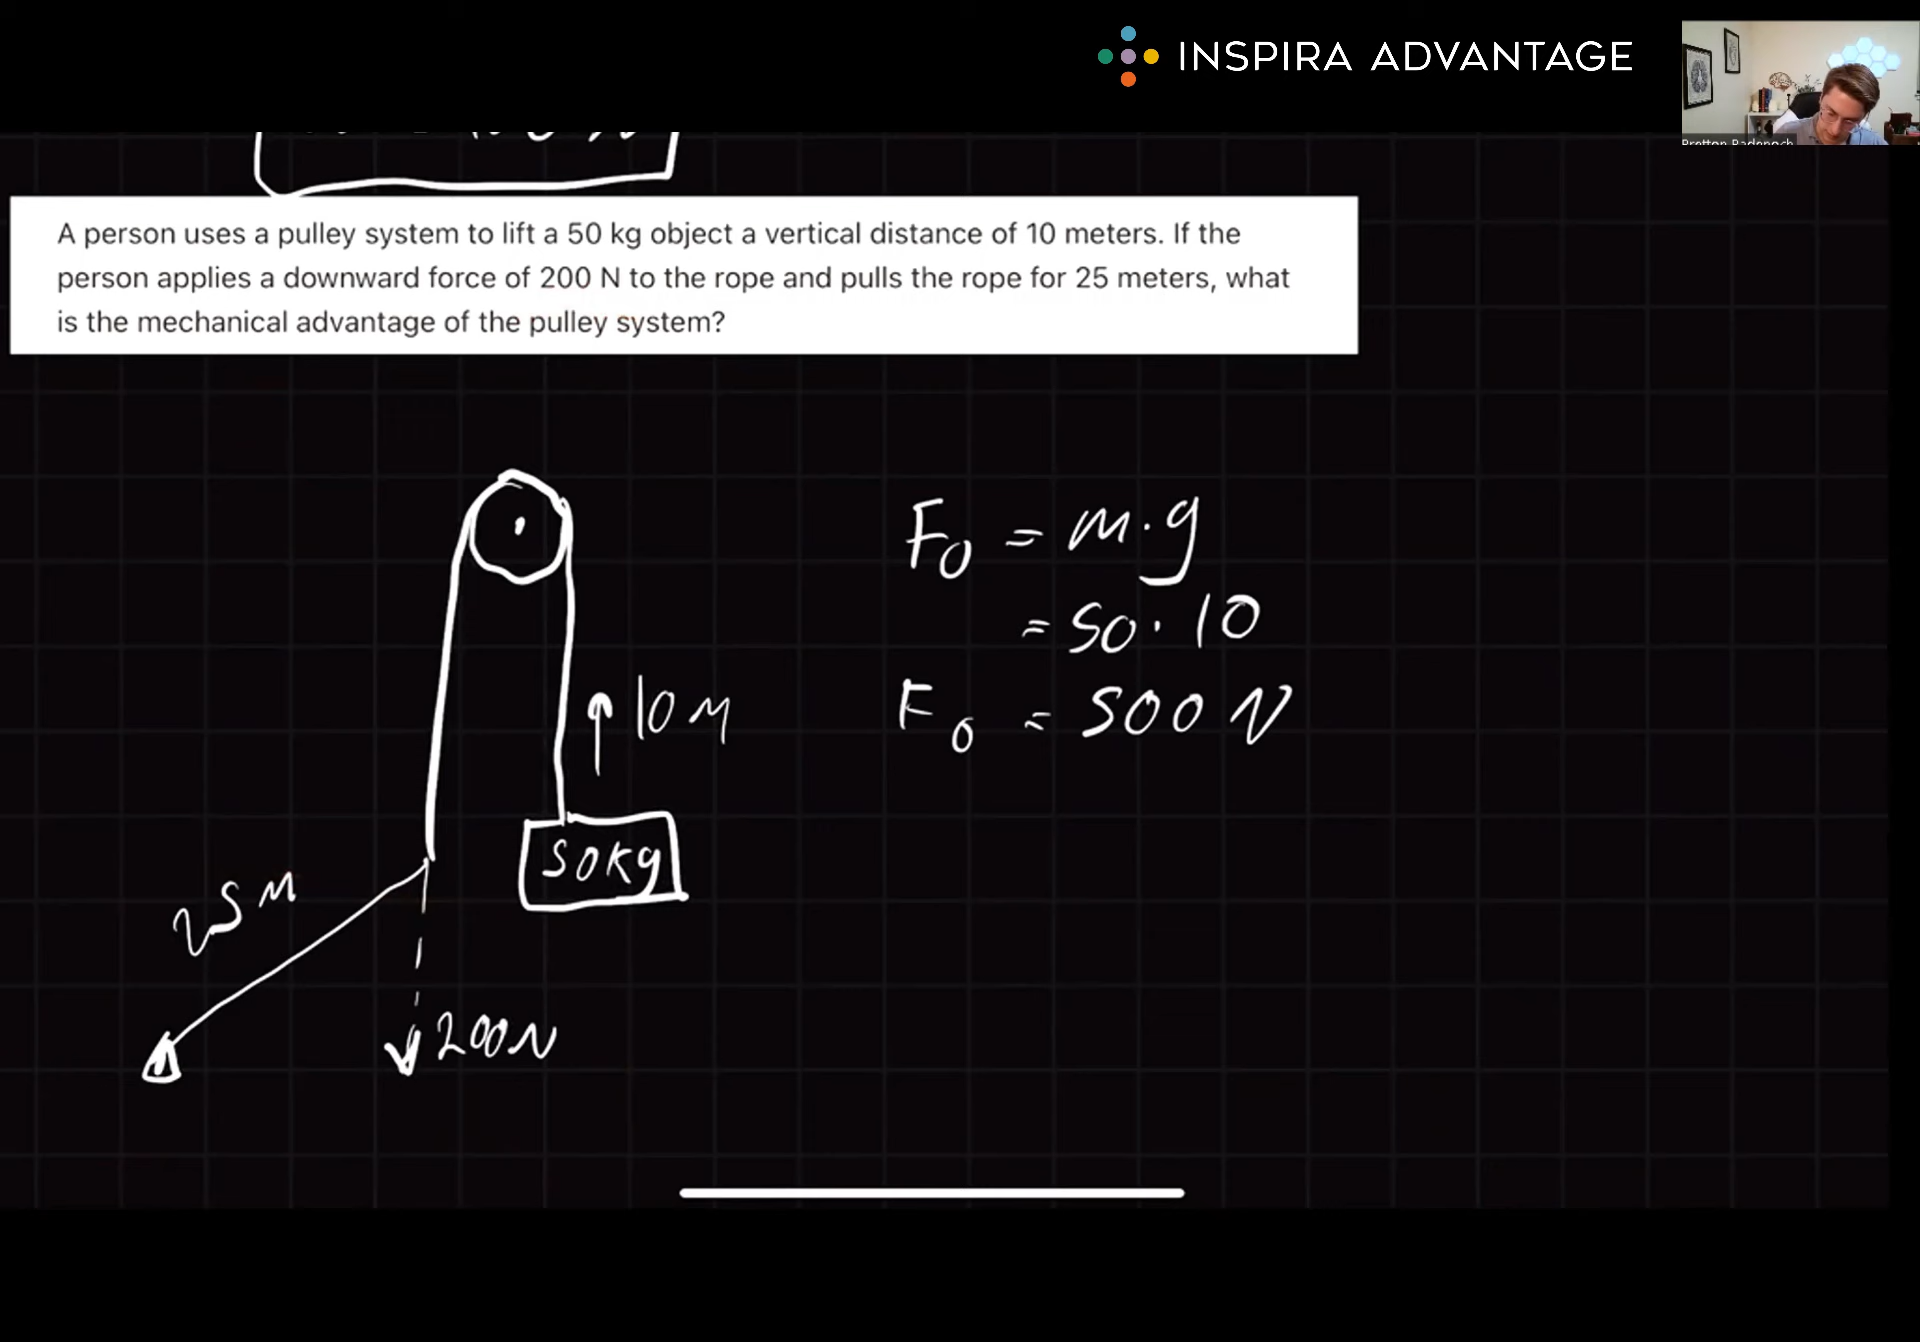 INSPIRA ADVANTAGE
A person uses a pulley system to lift a 50 kg object a vertical distance of 10 meters. If the
person applies a downward force of 200 N to the rope and pulls the rope for 25 meters, what
is the mechanical advantage of the pulley system?
F₀ = m · g
= 50 · 10
F₀ = 500 N
10 M
50Kg
25 M
200N